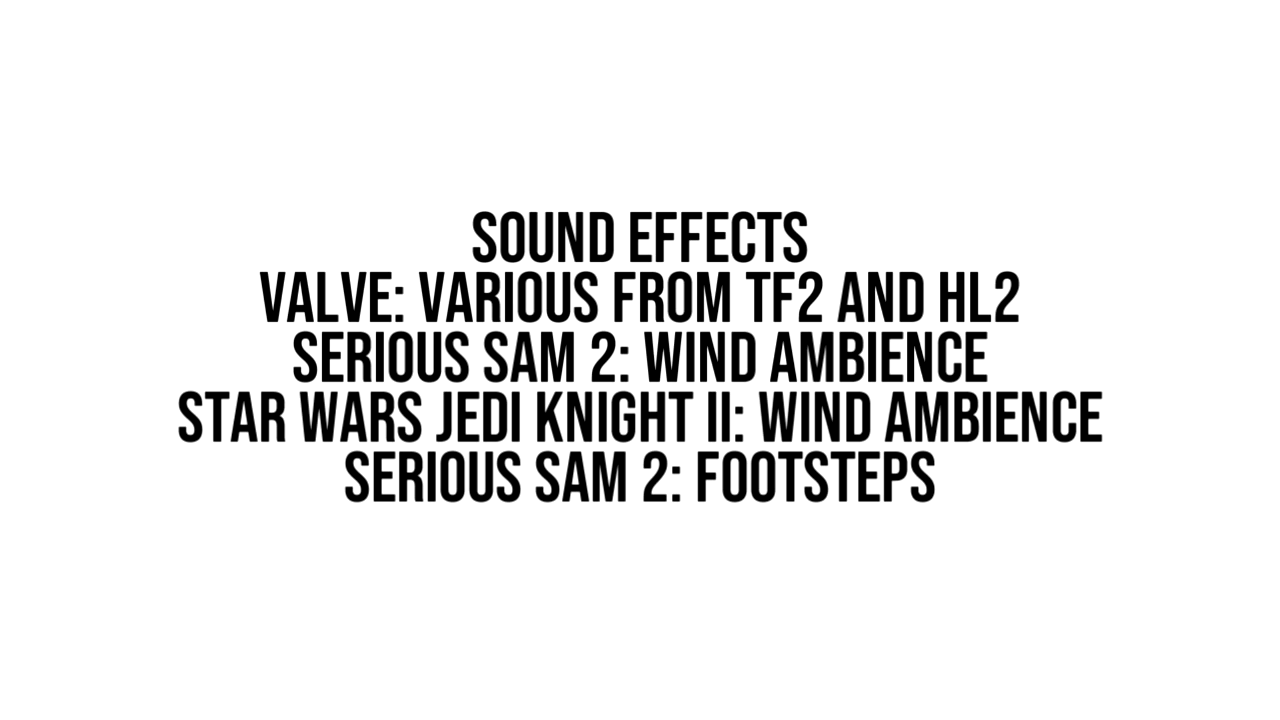 SOUND EFFECTS
VALVE: VARIOUS FROM TF2 AND HL2
SERIOUS SAM 2: WIND AMBIENCE
STAR WARS JEDI KNIGHT II: WIND AMBIENCE
SERIOUS SAM 2: FOOTSTEPS